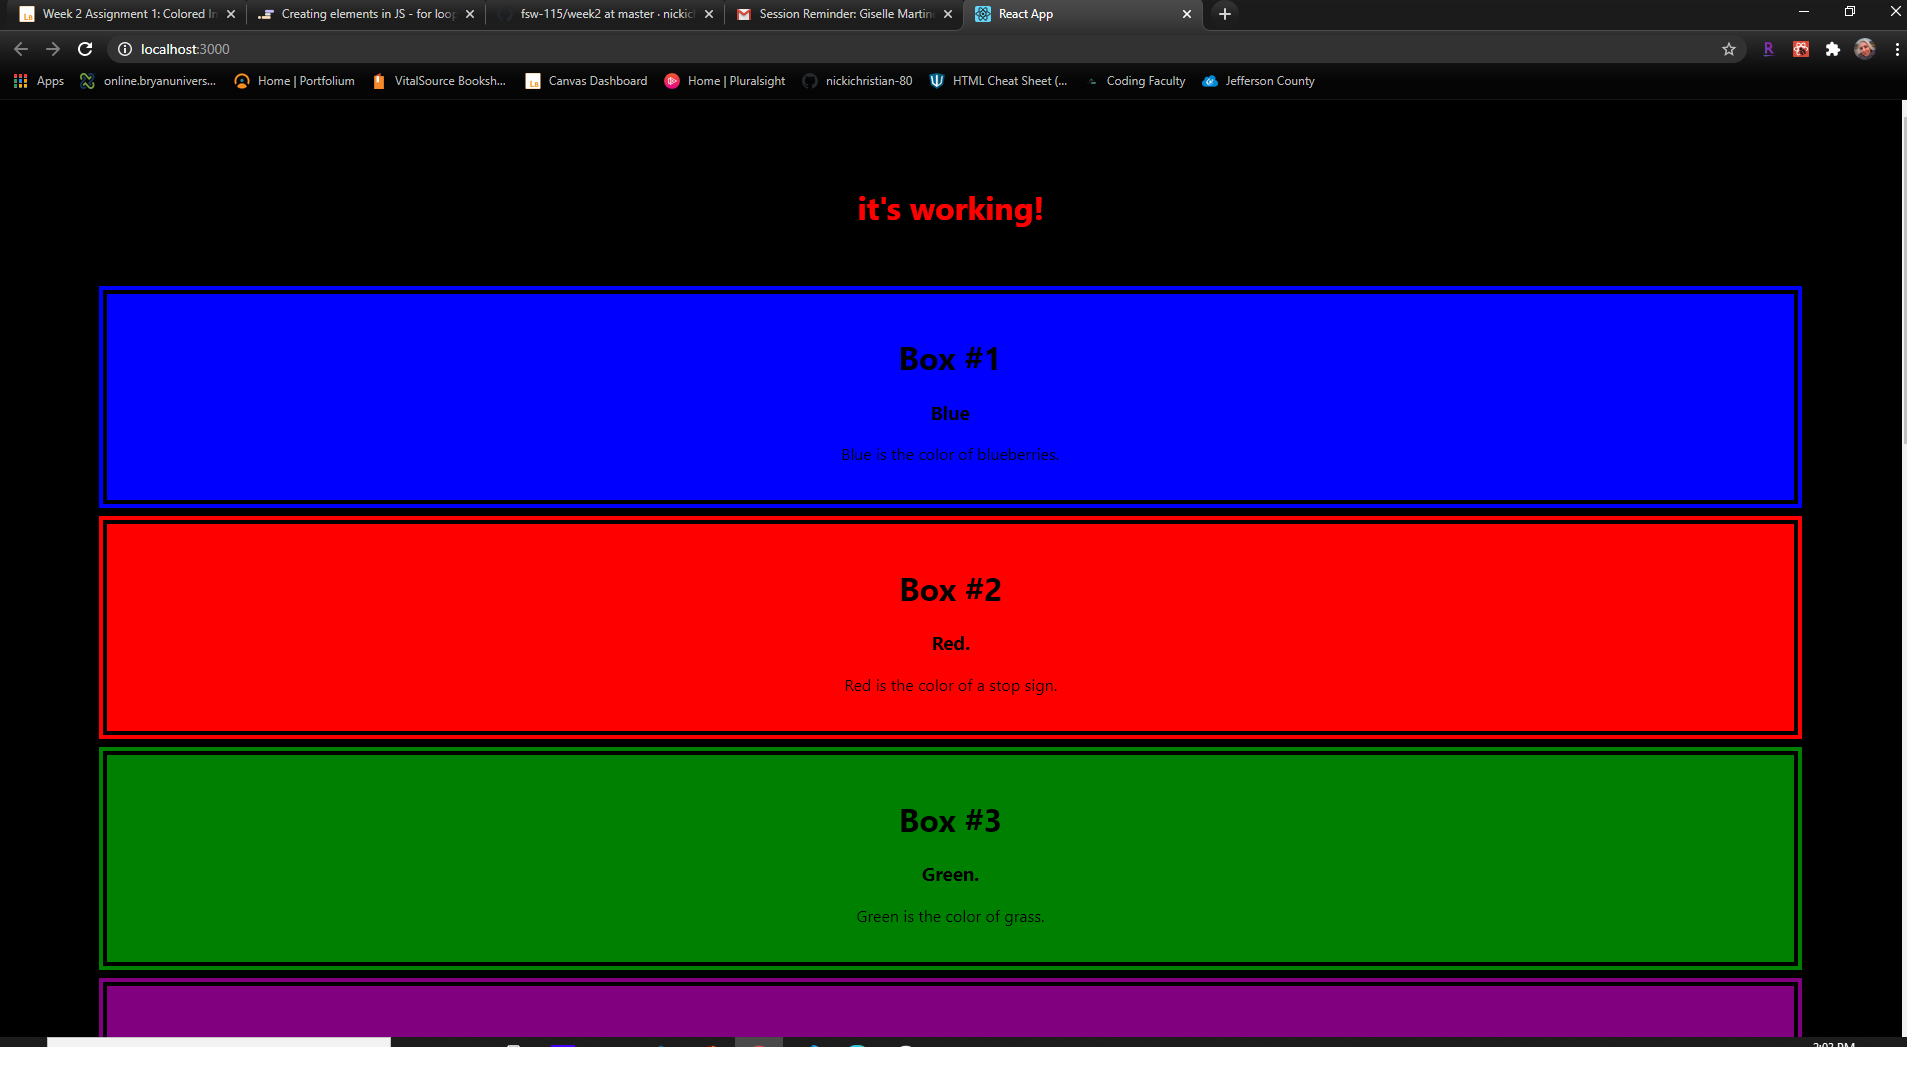 Week 2 Assignment 1: Colored In
Creating elements in JS - for loop
fsw-115/week2 at master · nickic
Session Reminder: Giselle Martin
React App
localhost:3000
Apps
online.bryanunivers...
Home | Portfolium
VitalSource Booksh...
Canvas Dashboard
Home | Pluralsight
nickichristian-80
HTML Cheat Sheet (...
Coding Faculty
Jefferson County
it's working!
Box #1
Blue
Blue is the color of blueberries.
Box #2
Red.
Red is the color of a stop sign.
Box #3
Green.
Green is the color of grass.